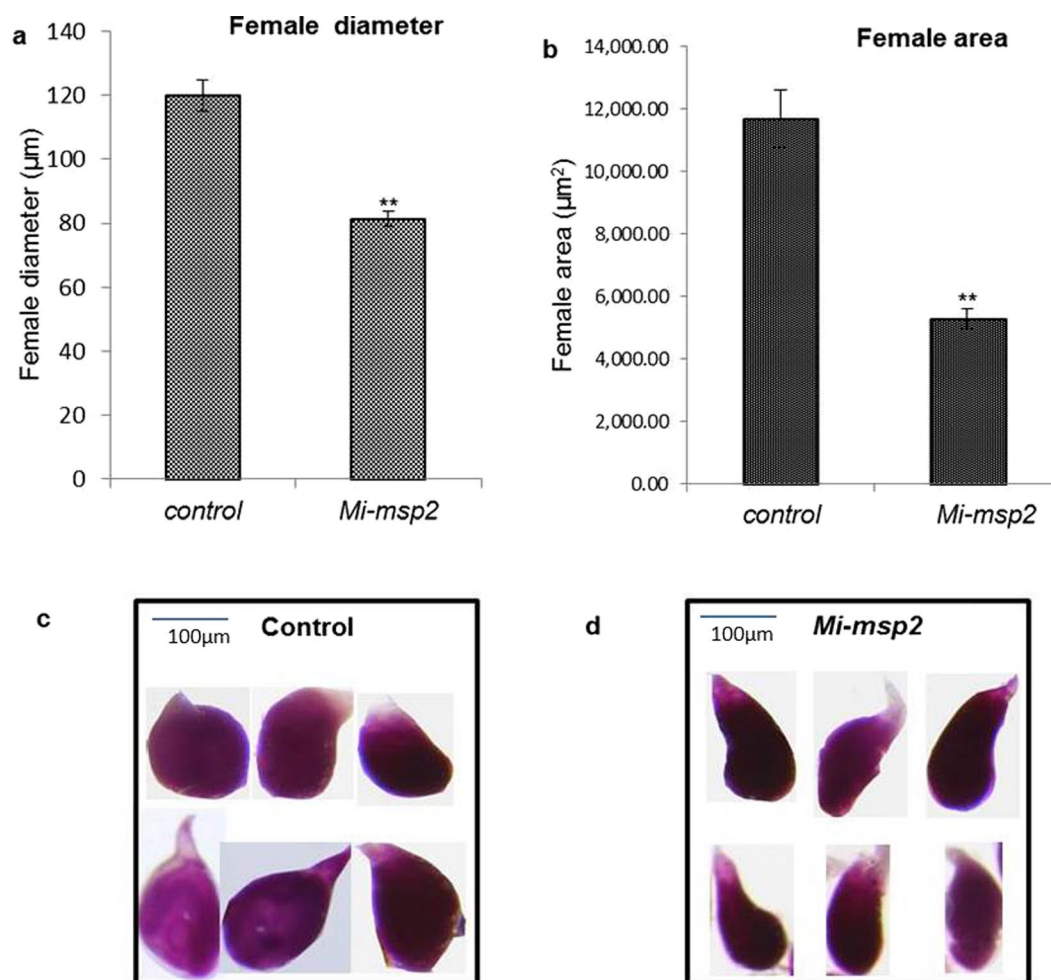 a
Female diameter
Female diameter (µm)
140
120
100
80
60
40
20
0
**
control
Mi-msp2
b
Female area
Female area (µm²)
14,000.00
12,000.00
10,000.00
8,000.00
6,000.00
4,000.00
2,000.00
0.00
**
control
Mi-msp2
c
100µm
Control
d
100µm
Mi-msp2